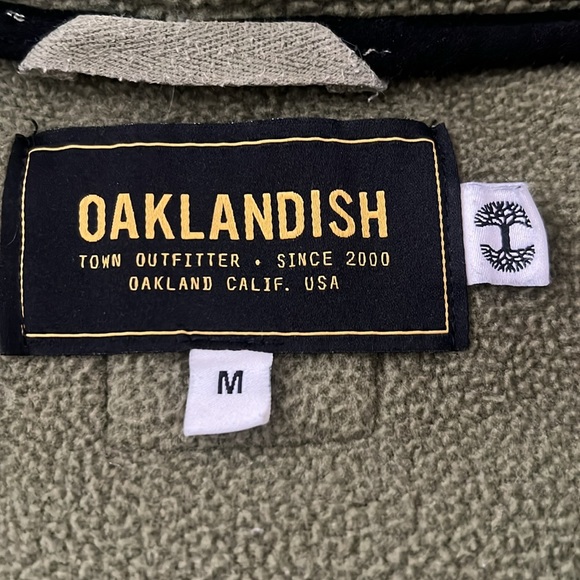 OAKLANDISH
TOWN OUTFITTER • SINCE 2000
OAKLAND CALIF. USA
M